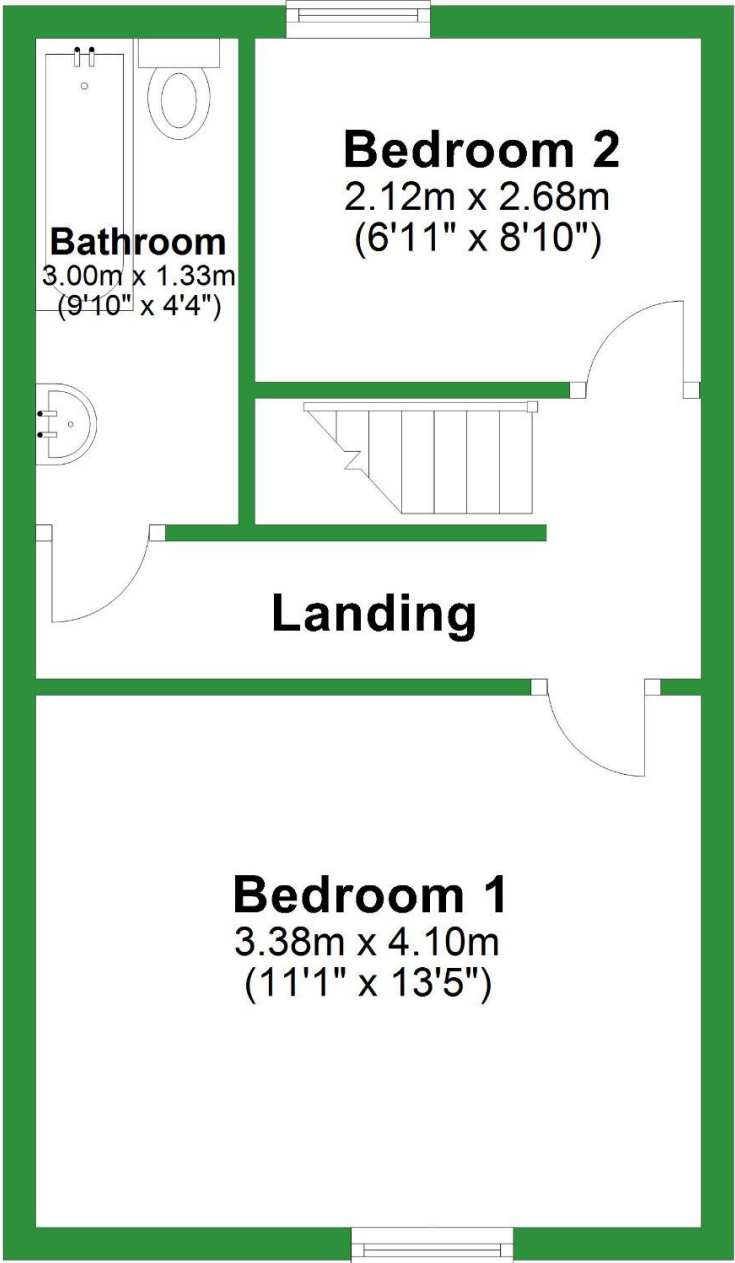 Bedroom 2
2.12m x 2.68m
(6'11" x 8'10")
Bathroom
3.00m x 1.33m
(9'10" x 4'4")
Landing
Bedroom 1
3.38m x 4.10m
(11'1" x 13'5")